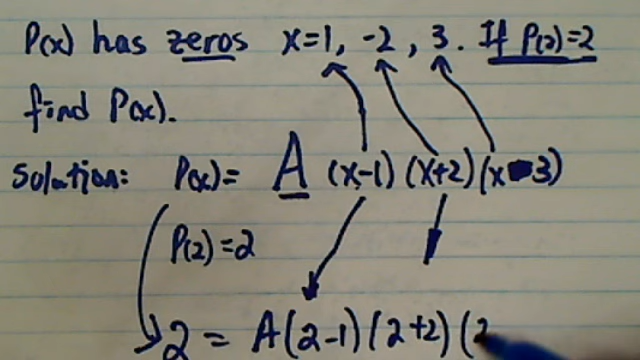 P(x) has zeros x=1, -2, 3. If P(2)=2
find P(x).
Solution: P(x)= A (x-1) (x+2) (x-3)
P(2)=2
2 = A(2-1) (2+2) (2